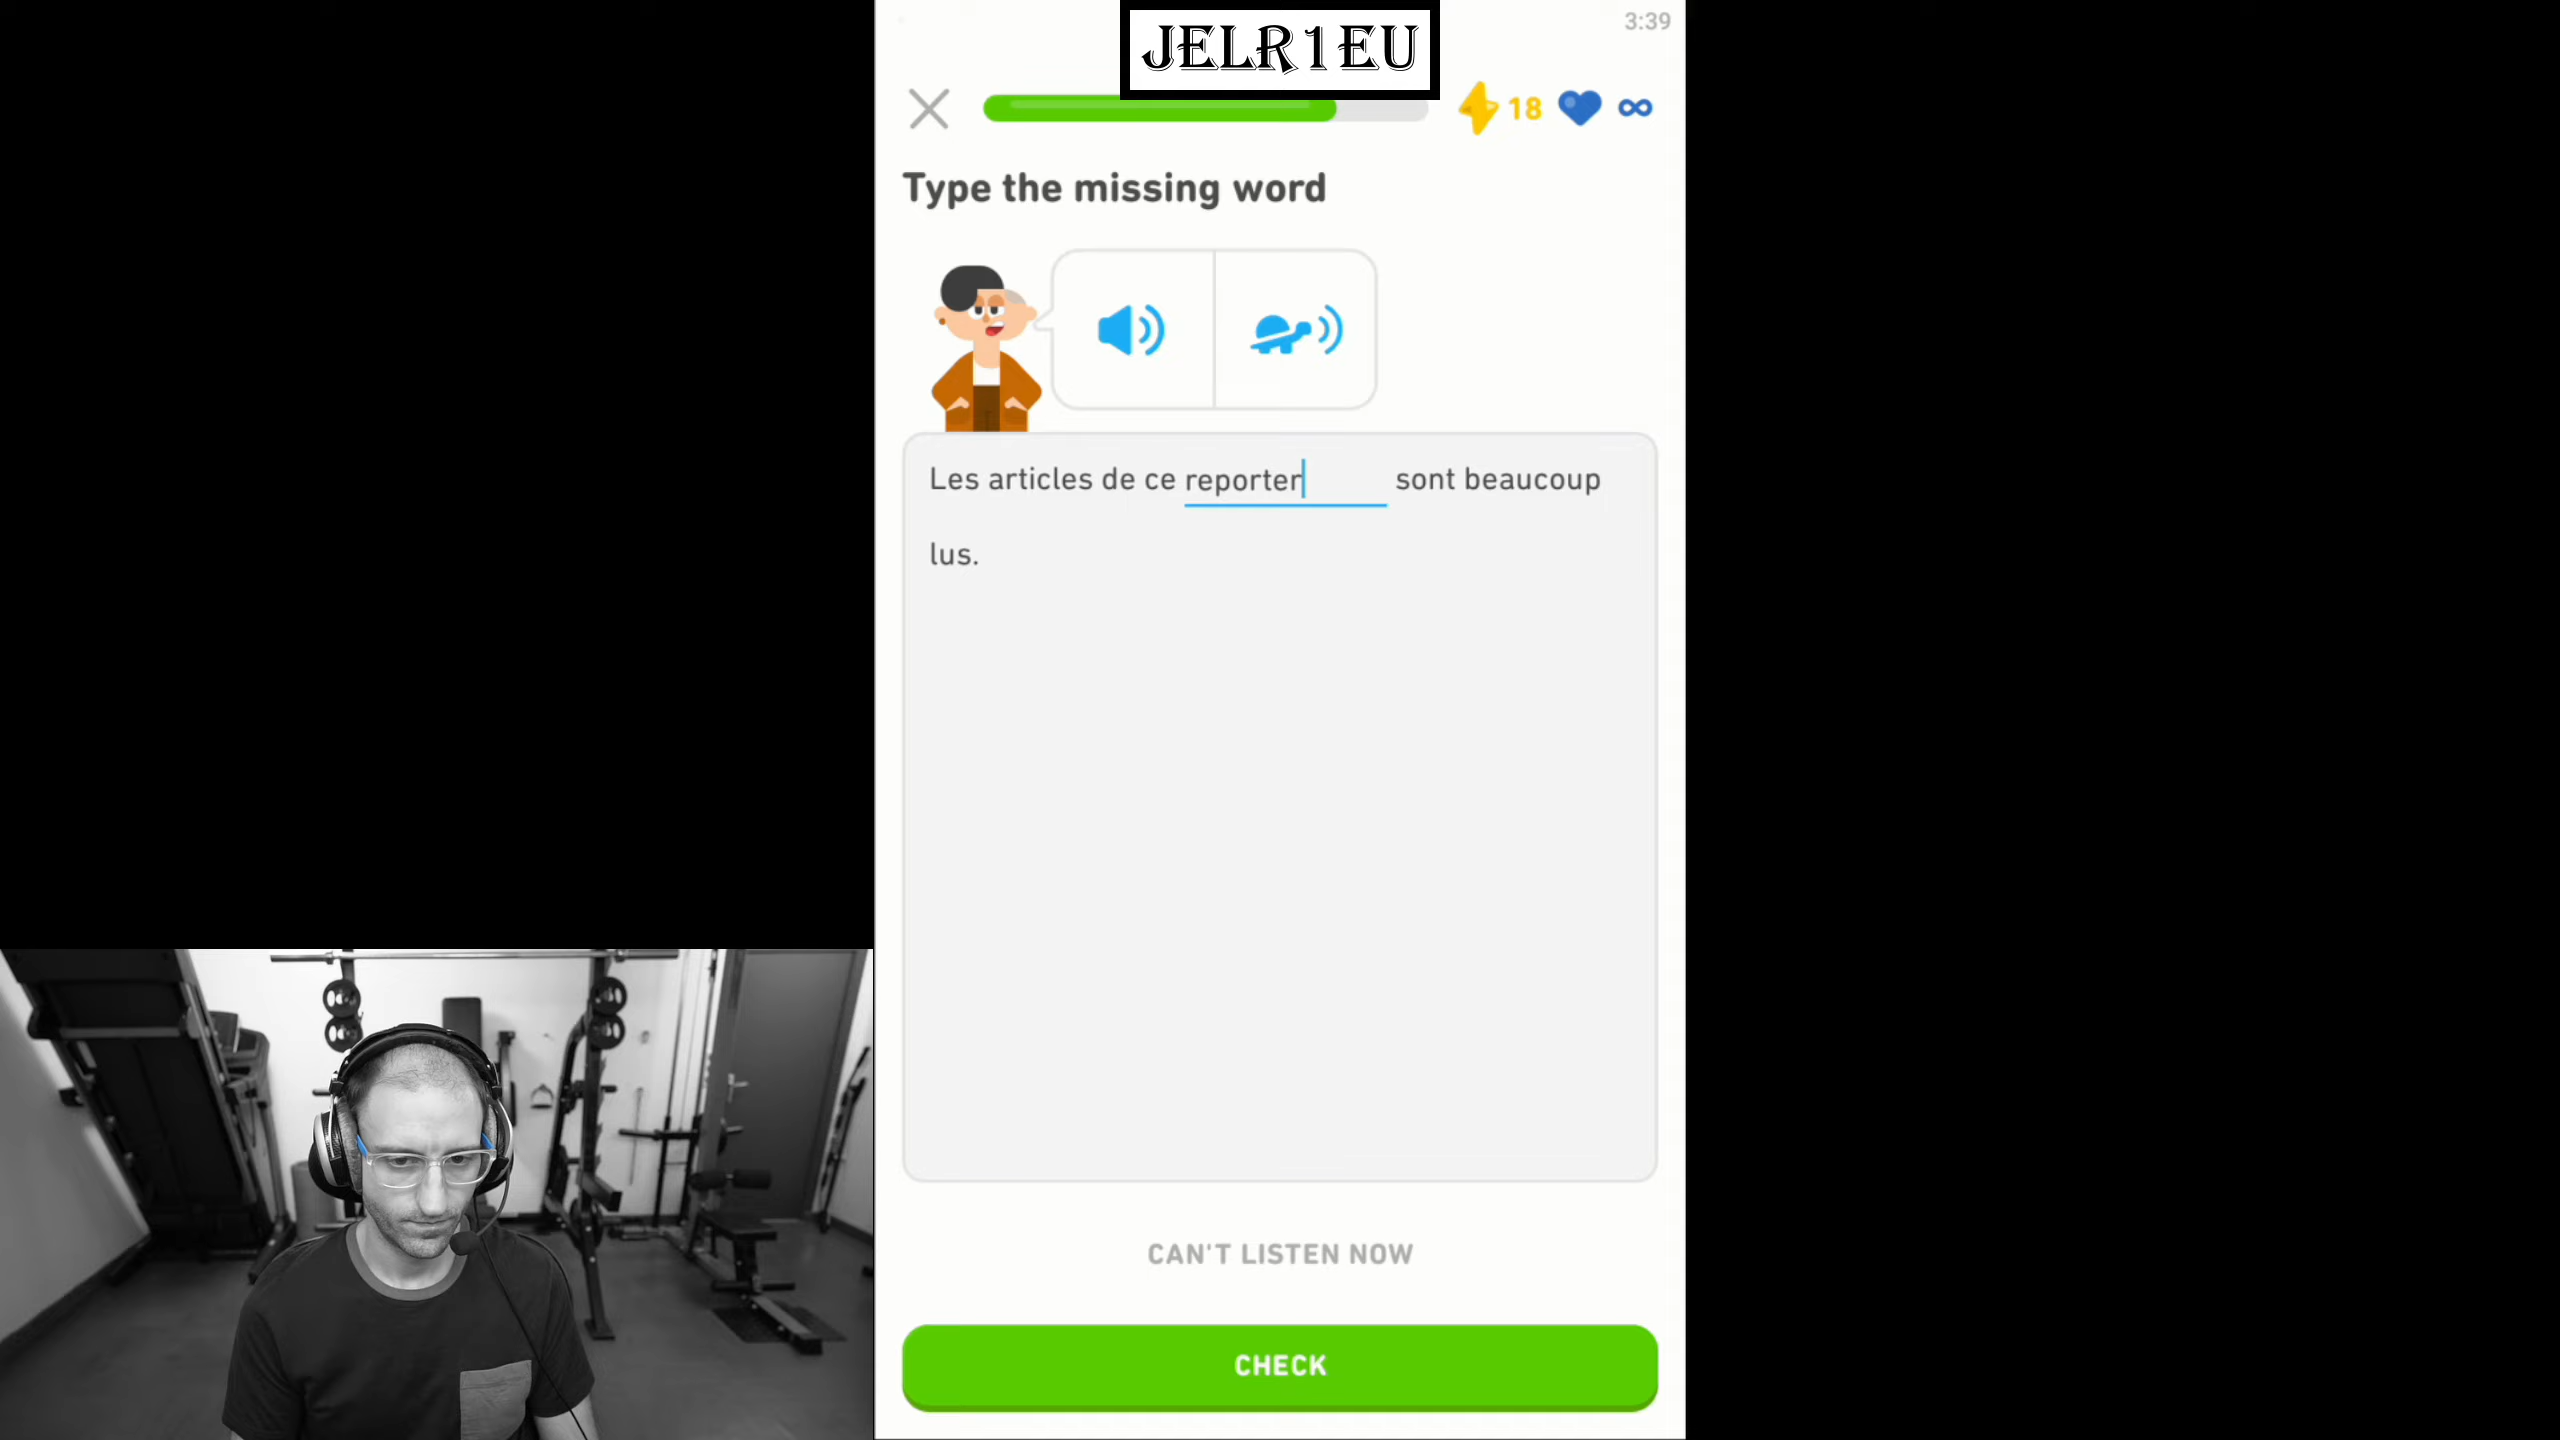 JELR1EU
3:39
18 ∞
Type the missing word
Les articles de ce reporter sont beaucoup
lus.
CAN'T LISTEN NOW
CHECK